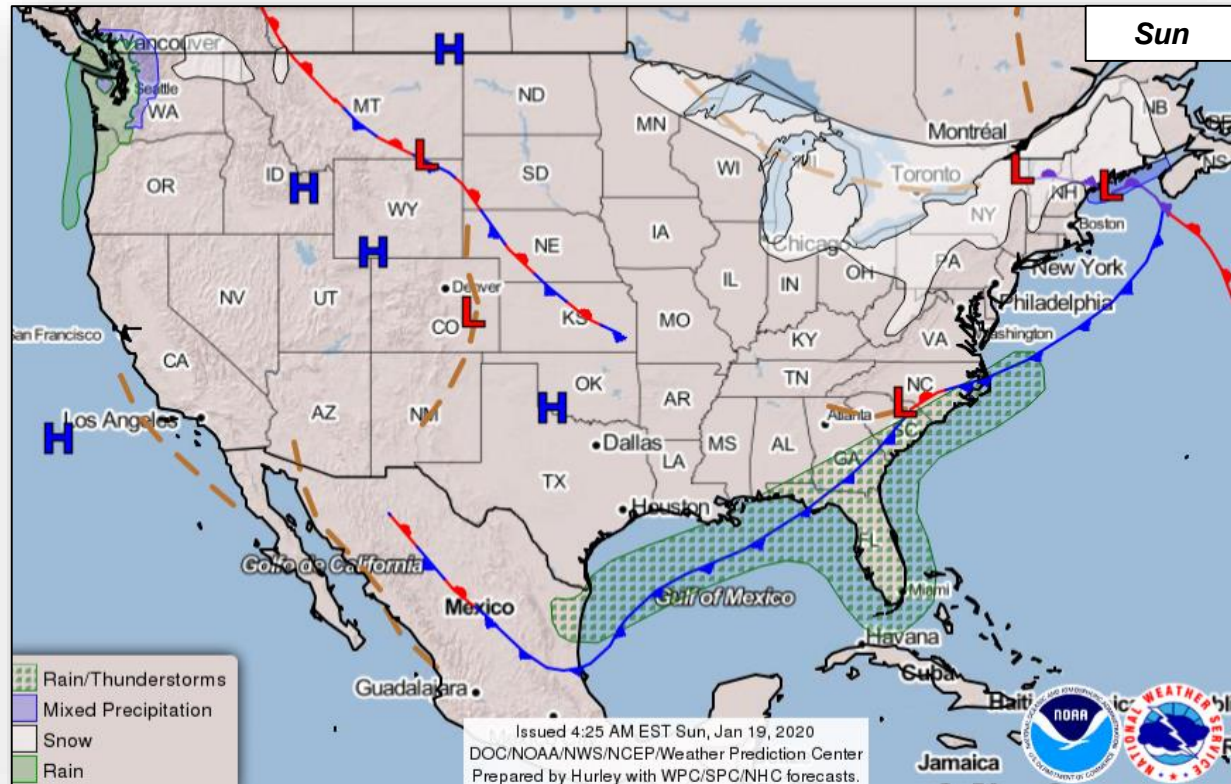 Sun
Vancouver
Seattle
WA
MT
ND
MN
Montréal
NB
NS
OR
ID
WY
SD
WI
MI
Toronto
NY
NH
Boston
H
H
H
H
H
L
L
L
L
L
NV
UT
Denver
CO
NE
IA
Chicago
IL
IN
OH
PA
New York
Philadelphia
Washington
San Francisco
CA
KS
MO
KY
VA
Los Angeles
AZ
NM
OK
AR
TN
NC
Atlanta
SC
Dallas
MS
AL
GA
LA
TX
Houston
FL
Miami
Golfo de California
Mexico
Gulf of Mexico
Havana
Cuba
Guadalajara
Haiti
Jamaica
Rain/Thunderstorms
Mixed Precipitation
Snow
Rain
Issued 4:25 AM EST Sun, Jan 19, 2020
DOC/NOAA/NWS/NCEP/Weather Prediction Center
Prepared by Hurley with WPC/SPC/NHC forecasts.
NOAA
NATIONAL WEATHER SERVICE